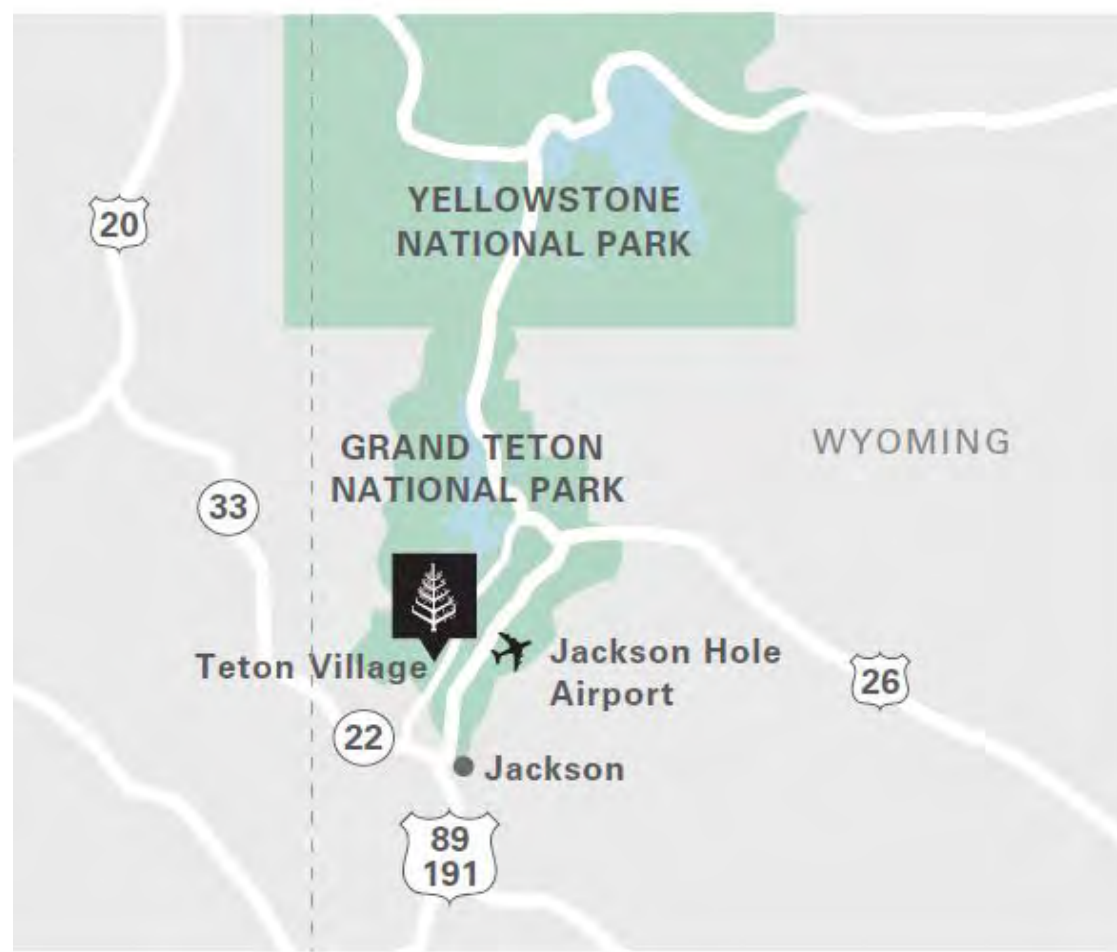 YELLOWSTONE
NATIONAL PARK
20
GRAND TETON
NATIONAL PARK
WYOMING
33
Teton Village
Jackson Hole
Airport
26
22
Jackson
89
191